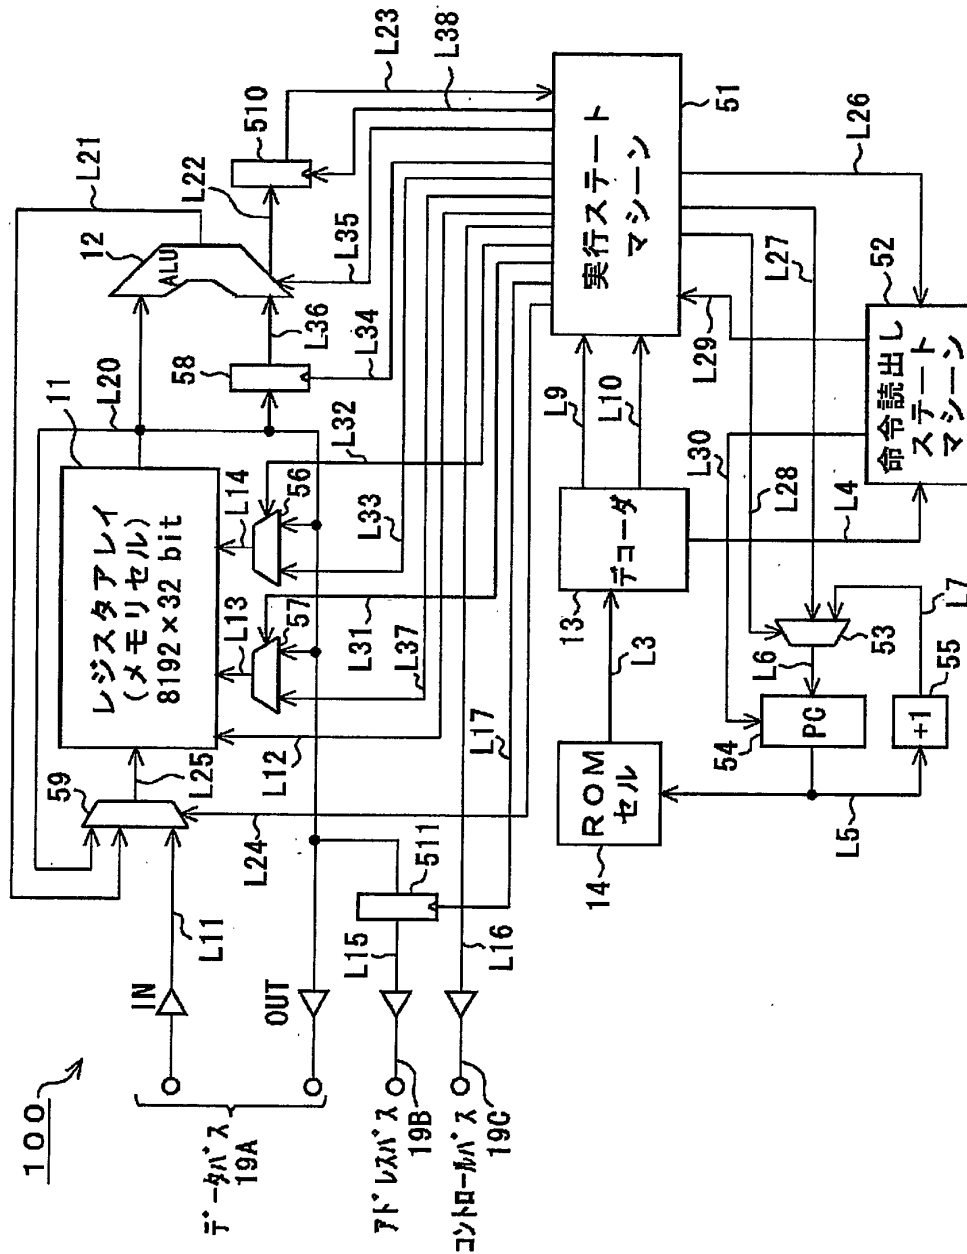 100
データバス
19A
IN
OUT
アドレスバス
19B
コントロールバス
19C
L11
L15
L16
59
L25
L24
L12
511
L17
レジスタアレイ
(メモリセル)
8192×32 bit
11
L13
L14
57
56
L31
L37
L33
L32
L20
58
L36
L34
12
ALU
L21
L22
L35
510
L23
L38
14
ROM
セル
L3
13
デコーダ
L9
L10
実行ステート
マシーン
51
L29
L30
L28
L4
L27
L26
52
命令読出し
ステート
マシーン
L5
54
PC
L6
53
55
+1
L7